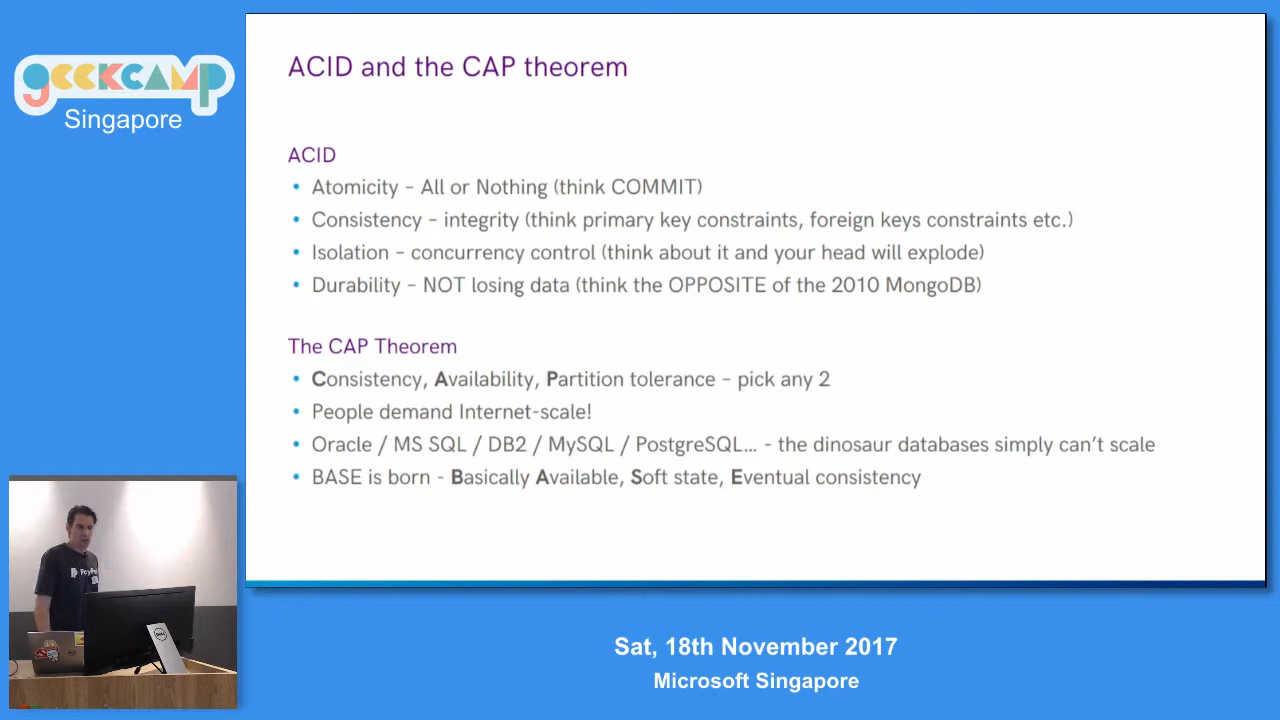 geekcamp
Singapore
ACID and the CAP theorem
ACID
• Atomicity – All or Nothing (think COMMIT)
• Consistency – integrity (think primary key constraints, foreign keys constraints etc.)
• Isolation – concurrency control (think about it and your head will explode)
• Durability – NOT losing data (think the OPPOSITE of the 2010 MongoDB)
The CAP Theorem
• Consistency, Availability, Partition tolerance – pick any 2
• People demand Internet-scale!
• Oracle / MS SQL / DB2 / MySQL / PostgreSQL... - the dinosaur databases simply can't scale
• BASE is born - Basically Available, Soft state, Eventual consistency
DELL
Sat, 18th November 2017
Microsoft Singapore